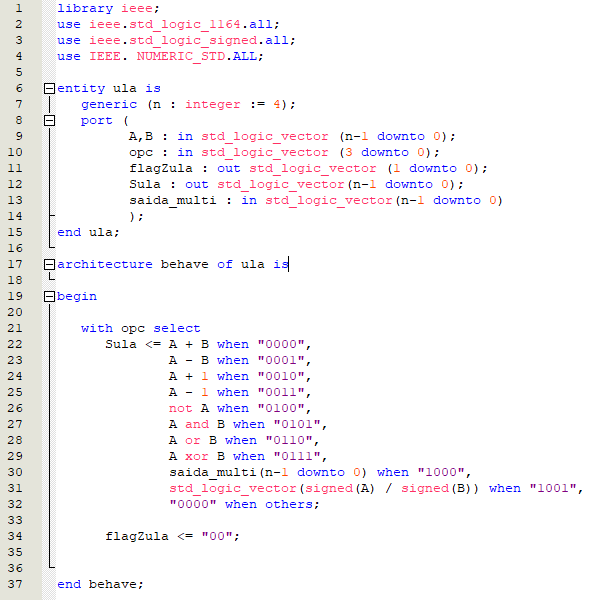 1 library ieee;
2 use ieee.std_logic_1164.all;
3 use ieee.std_logic_signed.all;
4 use IEEE. NUMERIC_STD.ALL;
5
6 entity ula is
7 generic (n : integer := 4);
8 port (
9 A,B : in std_logic_vector (n-1 downto 0);
10 opc : in std_logic_vector (3 downto 0);
11 flagZula : out std_logic_vector (1 downto 0);
12 Sula : out std_logic_vector(n-1 downto 0);
13 saida_multi : in std_logic_vector(n-1 downto 0)
14 );
15 end ula;
16
17 architecture behave of ula is
18
19 begin
20
21 with opc select
22 Sula <= A + B when "0000",
23 A - B when "0001",
24 A + 1 when "0010",
25 A - 1 when "0011",
26 not A when "0100",
27 A and B when "0101",
28 A or B when "0110",
29 A xor B when "0111",
30 saida_multi(n-1 downto 0) when "1000",
31 std_logic_vector(signed(A) / signed(B)) when "1001",
32 "0000" when others;
33
34 flagZula <= "00";
35
36
37 end behave;